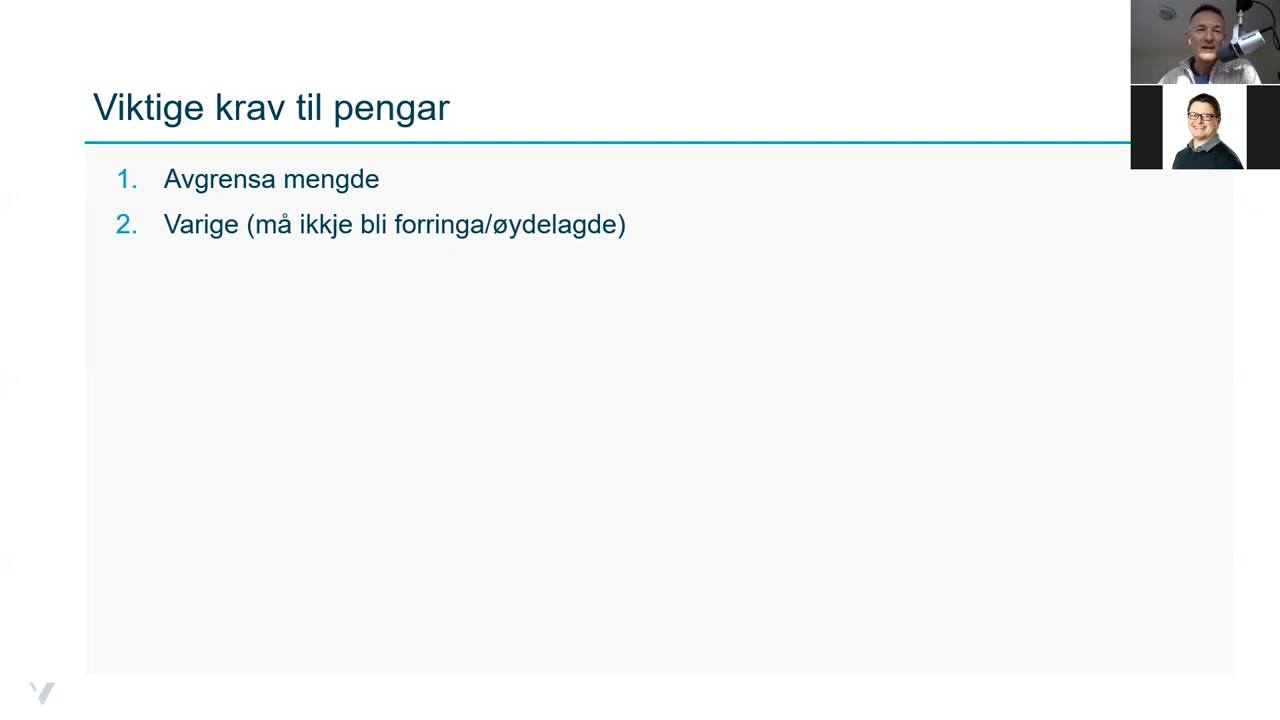 Viktige krav til pengar
1. Avgrensa mengde
2. Varige (må ikkje bli forringa/øydelagde)